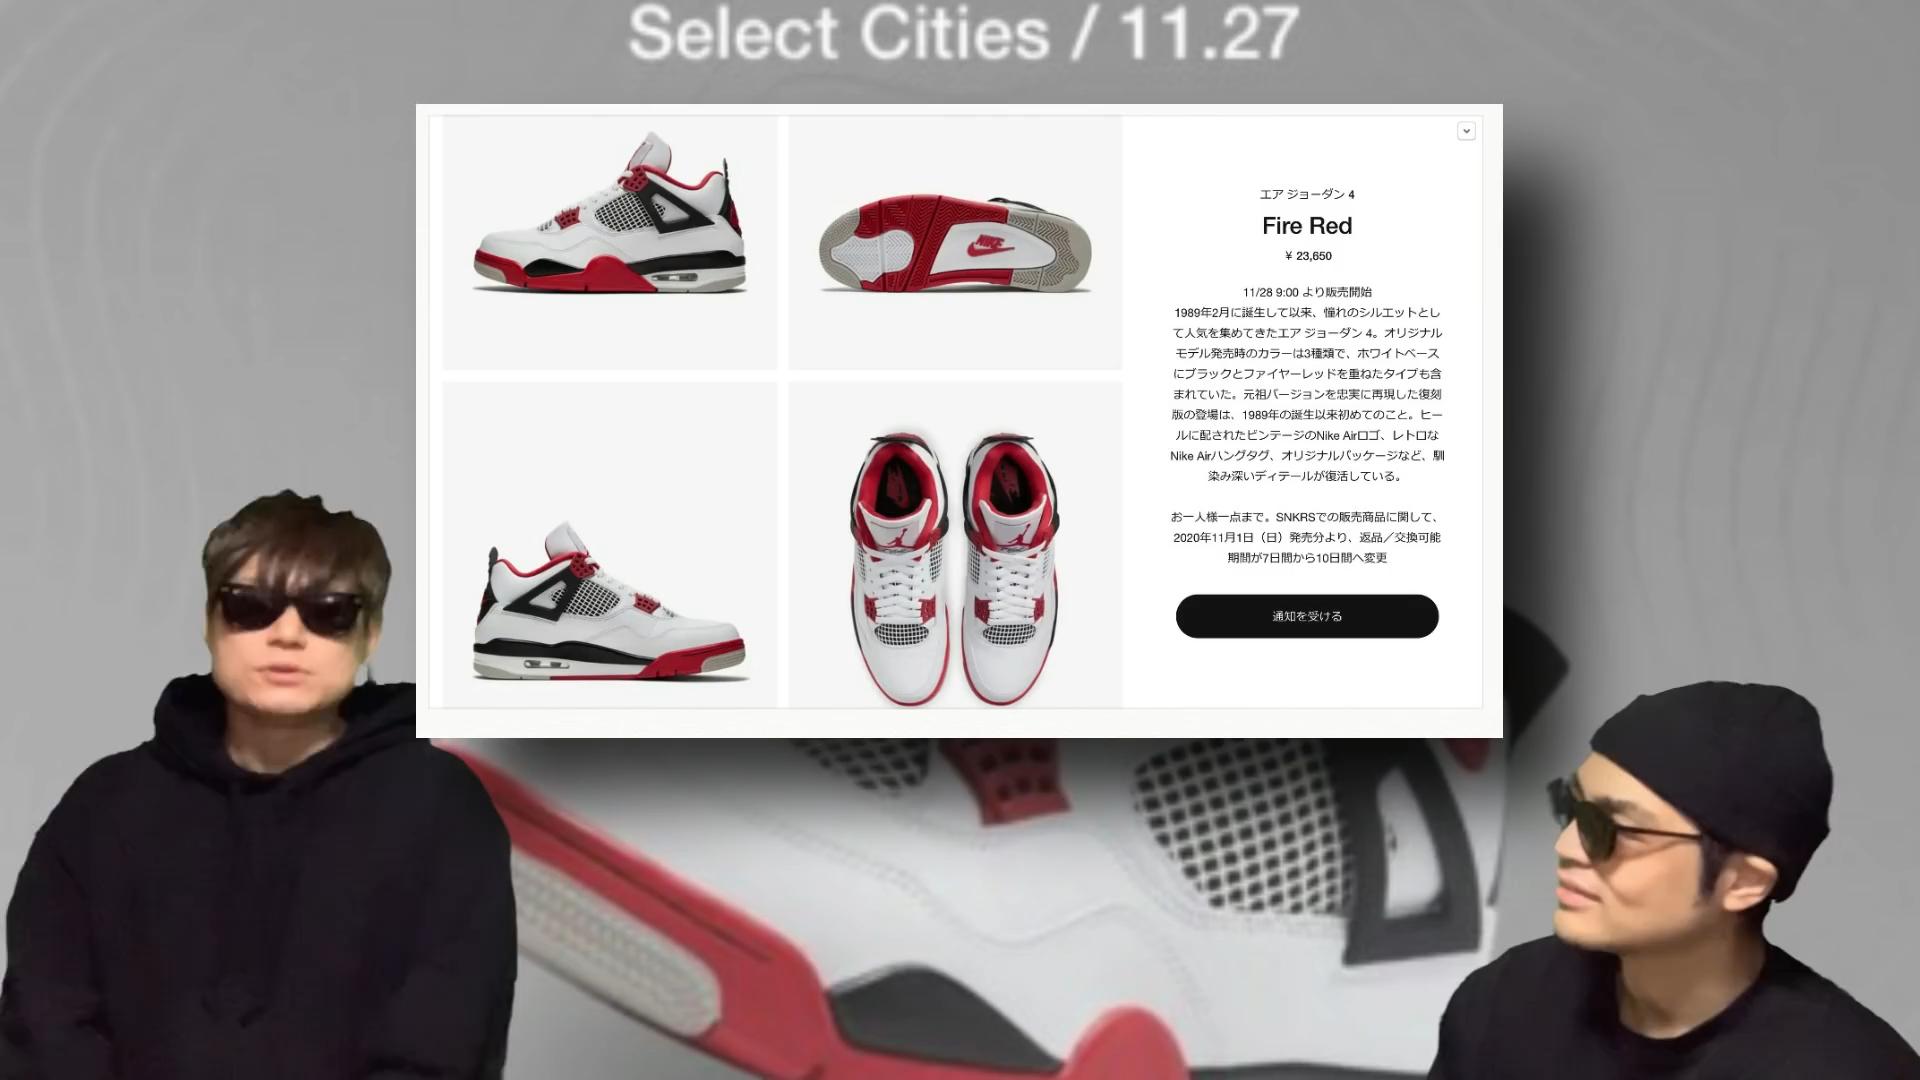 Select Cities / 11.27
エア ジョーダン 4
Fire Red
¥ 23,650
11/28 9:00 より販売開始
1989年2月に誕生して以来、憧れのシルエットとし
て人気を集めてきたエア ジョーダン 4。オリジナル
モデル発売時のカラーは3種類で、ホワイトベース
にブラックとファイヤーレッドを重ねたタイプも含
まれていた。元祖バージョンを忠実に再現した復刻
版の登場は、1989年の誕生以来初めてのこと。ヒー
ルに配されたビンテージのNike Airロゴ、レトロな
Nike Airハングタグ、オリジナルパッケージなど、馴
染み深いディテールが復活している。
お一人様一点まで。SNKRSでの販売商品に関して、
2020年11月1日（日）発売分より、返品／交換可能
期間が7日間から10日間へ変更
通知を受ける
NIKE